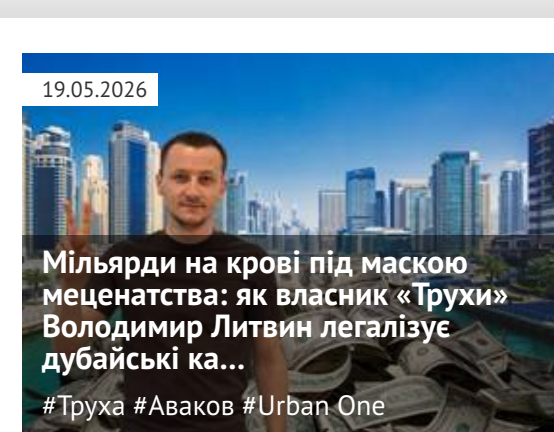 19.05.2026
Мільярди на крові під маскою
меценатства: як власник «Трухи»
Володимир Литвин легалізує
дубайські ка...
#Труха #Аваков #Urban One